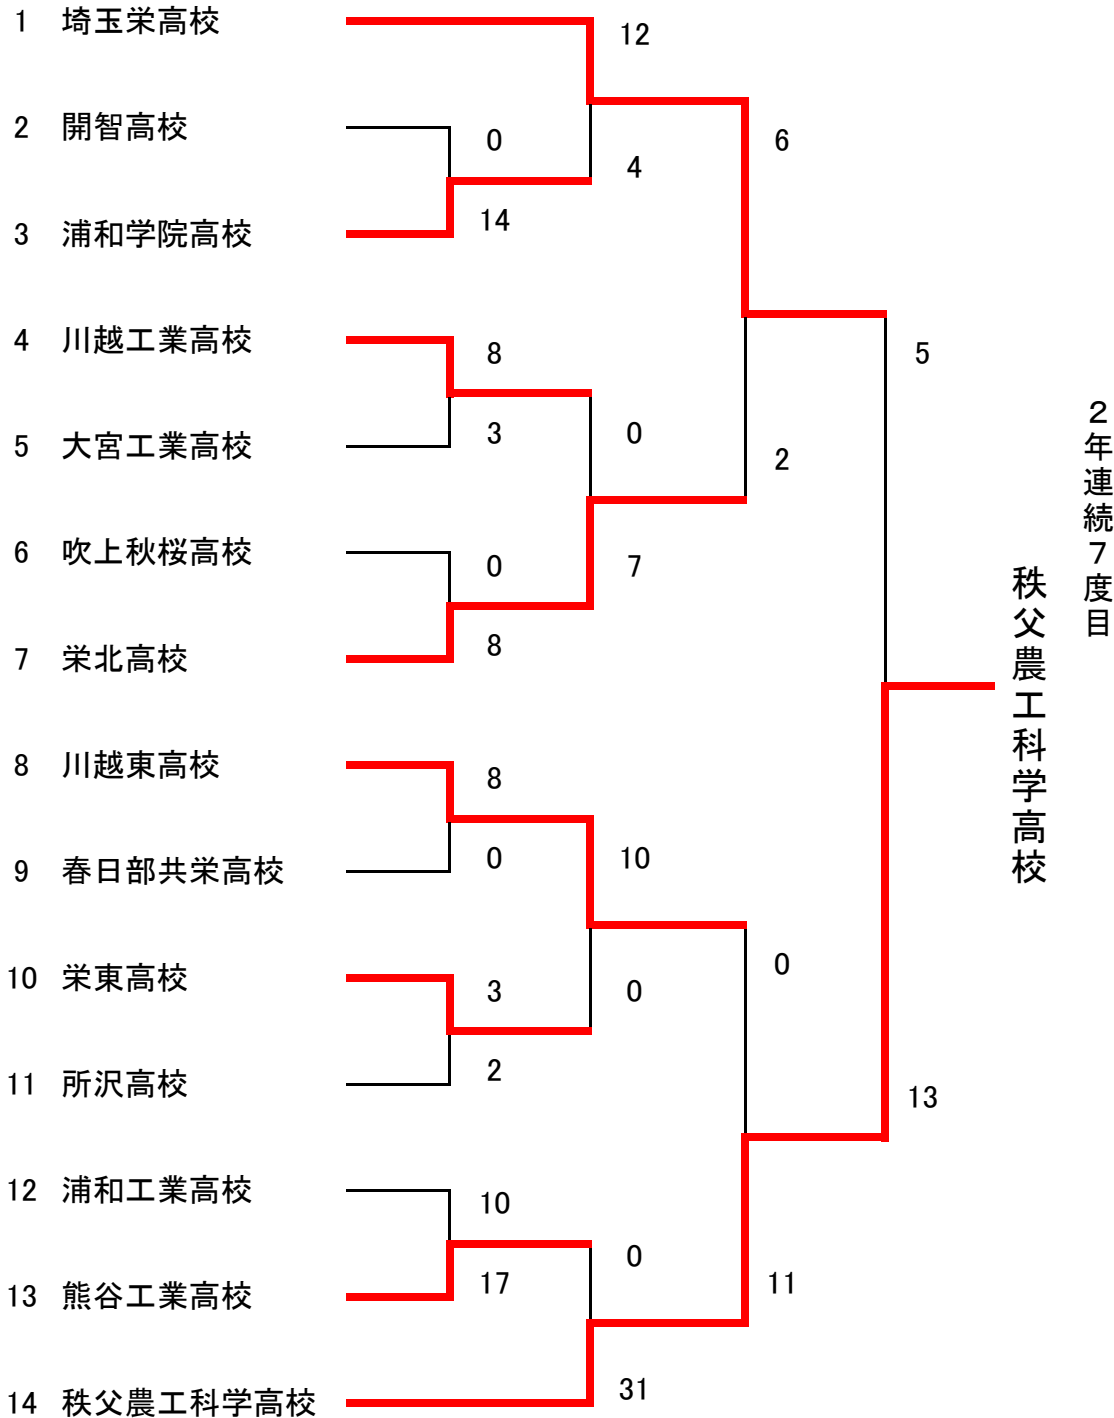 1 埼玉栄高校
12
2 開智高校
0
6
4
3 浦和学院高校
14
4 川越工業高校
8
5
5 大宮工業高校
3
0
2
6 吹上秋桜高校
0
7
7 栄北高校
8
２年連続７度目
秩父農工科学高校
8 川越東高校
8
9 春日部共栄高校
0
10
10 栄東高校
3
0
0
11 所沢高校
2
13
12 浦和工業高校
10
0
13 熊谷工業高校
17
11
14 秩父農工科学高校
31